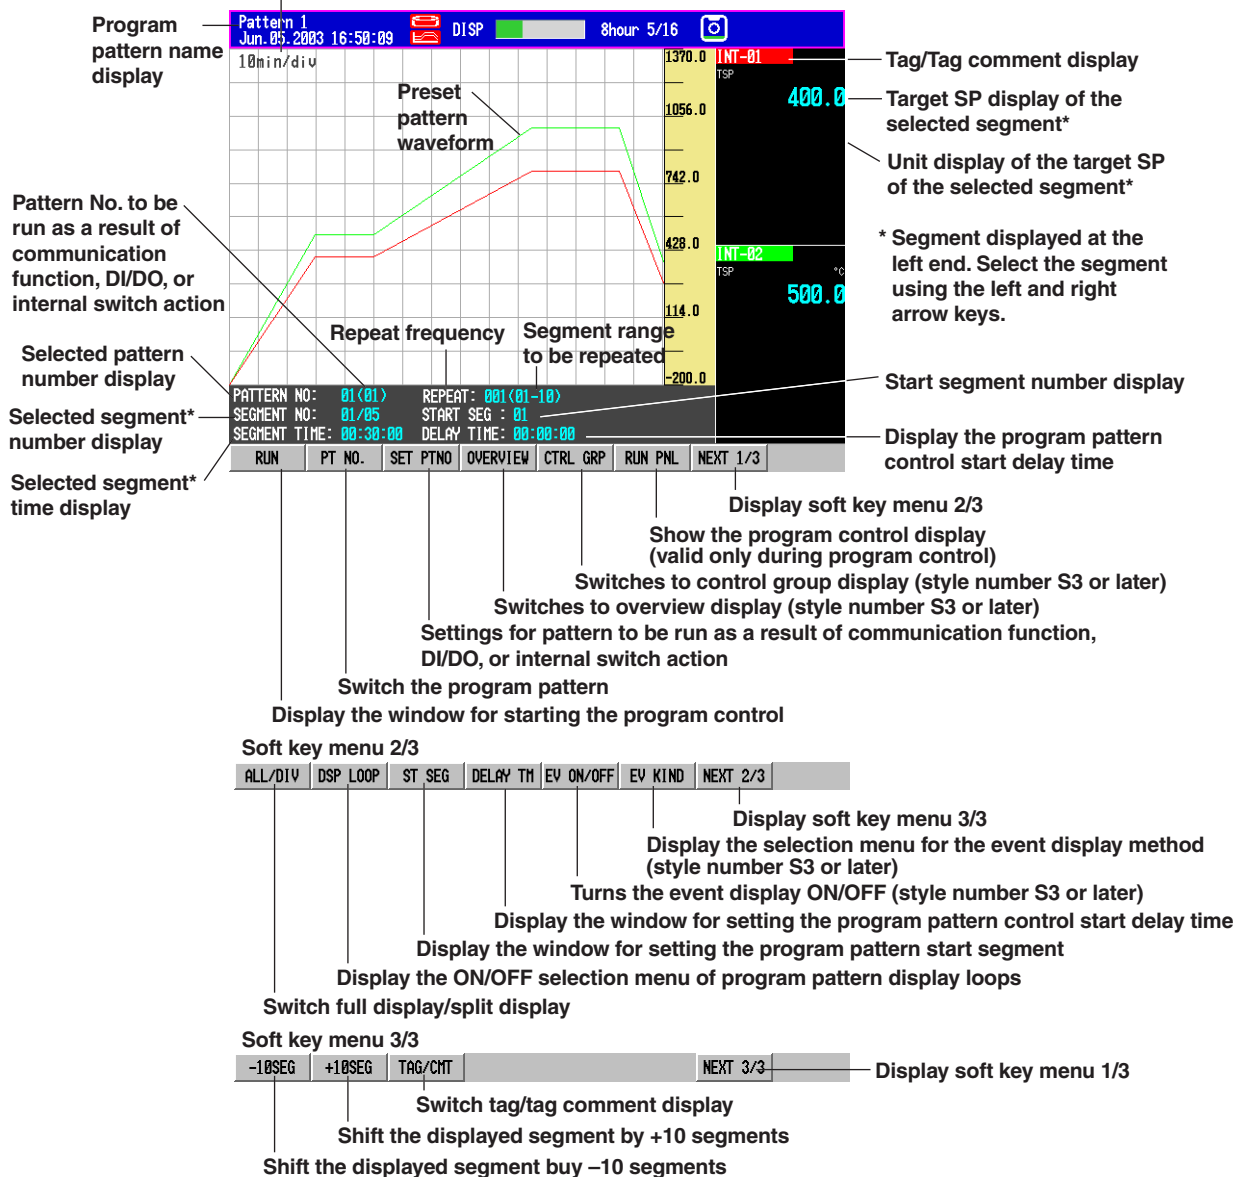 Program
pattern name
display
Pattern 1
Jun.05.2003 16:50:09
DISP
8hour 5/16
10min/div
1370.0
1056.0
742.0
428.0
114.0
-200.0
INT-01
TSP
400.0
INT-02
TSP
°C
500.0
Tag/Tag comment display
Target SP display of the
selected segment*
Unit display of the target SP
of the selected segment*
* Segment displayed at the
left end. Select the segment
using the left and right
arrow keys.
Preset
pattern
waveform
Pattern No. to be
run as a result of
communication
function, DI/DO, or
internal switch action
Repeat frequency
Segment range
to be repeated
Selected pattern
number display
Selected segment*
number display
Selected segment*
time display
PATTERN NO: 01(01) REPEAT: 001(01-10)
SEGMENT NO: 01/05 START SEG : 01
SEGMENT TIME: 00:30:00 DELAY TIME: 00:00:00
Start segment number display
Display the program pattern
control start delay time
RUN PT NO. SET PTNO OVERVIEW CTRL GRP RUN PNL NEXT 1/3
Display soft key menu 2/3
Show the program control display
(valid only during program control)
Switches to control group display (style number S3 or later)
Switches to overview display (style number S3 or later)
Settings for pattern to be run as a result of communication function,
DI/DO, or internal switch action
Switch the program pattern
Display the window for starting the program control
Soft key menu 2/3
ALL/DIV DSP LOOP ST SEG DELAY TM EV ON/OFF EV KIND NEXT 2/3
Display soft key menu 3/3
Display the selection menu for the event display method
(style number S3 or later)
Turns the event display ON/OFF (style number S3 or later)
Display the window for setting the program pattern control start delay time
Display the window for setting the program pattern start segment
Display the ON/OFF selection menu of program pattern display loops
Switch full display/split display
Soft key menu 3/3
-10SEG +10SEG TAG/CMT NEXT 3/3
Display soft key menu 1/3
Switch tag/tag comment display
Shift the displayed segment by +10 segments
Shift the displayed segment buy –10 segments